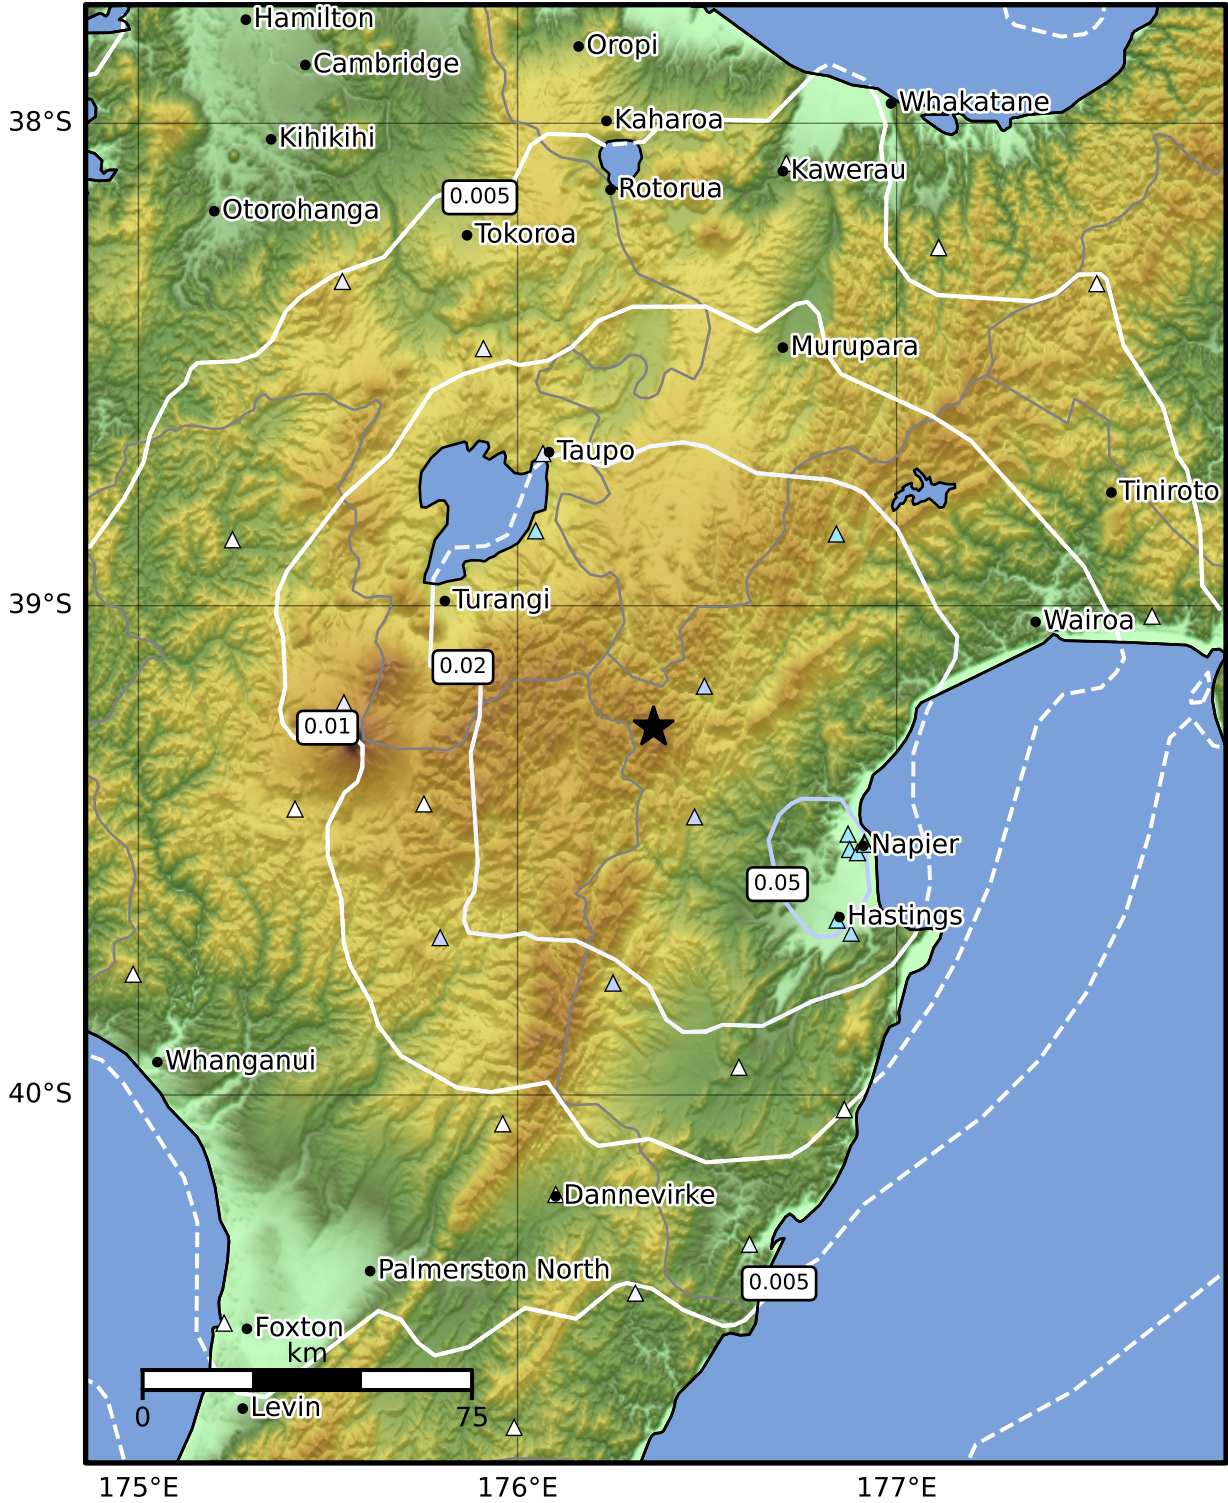 Hamilton
Oropi
Cambridge
Whakatane
38°S
Kaharoa
Kihikihi
Kawerau
Rotorua
0.005
Otorohanga
Tokoroa
Murupara
Taupo
Tiniroto
Turangi
39°S
Wairoa
0.02
0.01
Napier
0.05
Hastings
Whanganui
40°S
Dannevirke
Palmerston North
0.005
Foxton
km
Levin
0
75
175°E
176°E
177°E